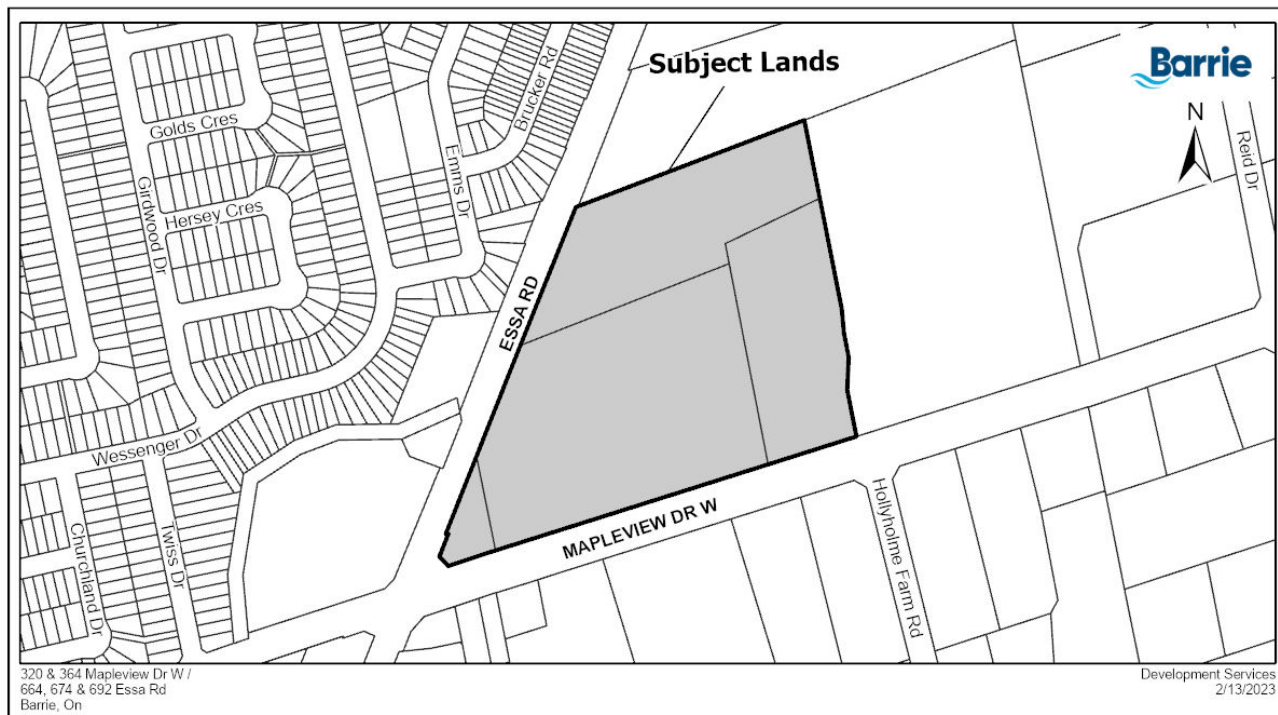 Subject Lands
Barrie
N
Golds Cres
Brucker Rd
Emms Dr
Reid Dr
Girdwood Dr
Hersey Cres
ESSA RD
Wessenger Dr
MAPLEVIEW DR W
Hollyholme Farm Rd
Churchland Dr
Twiss Dr
320 & 364 Mapleview Dr W /
664, 674 & 692 Essa Rd
Barrie, On
Development Services
2/13/2023